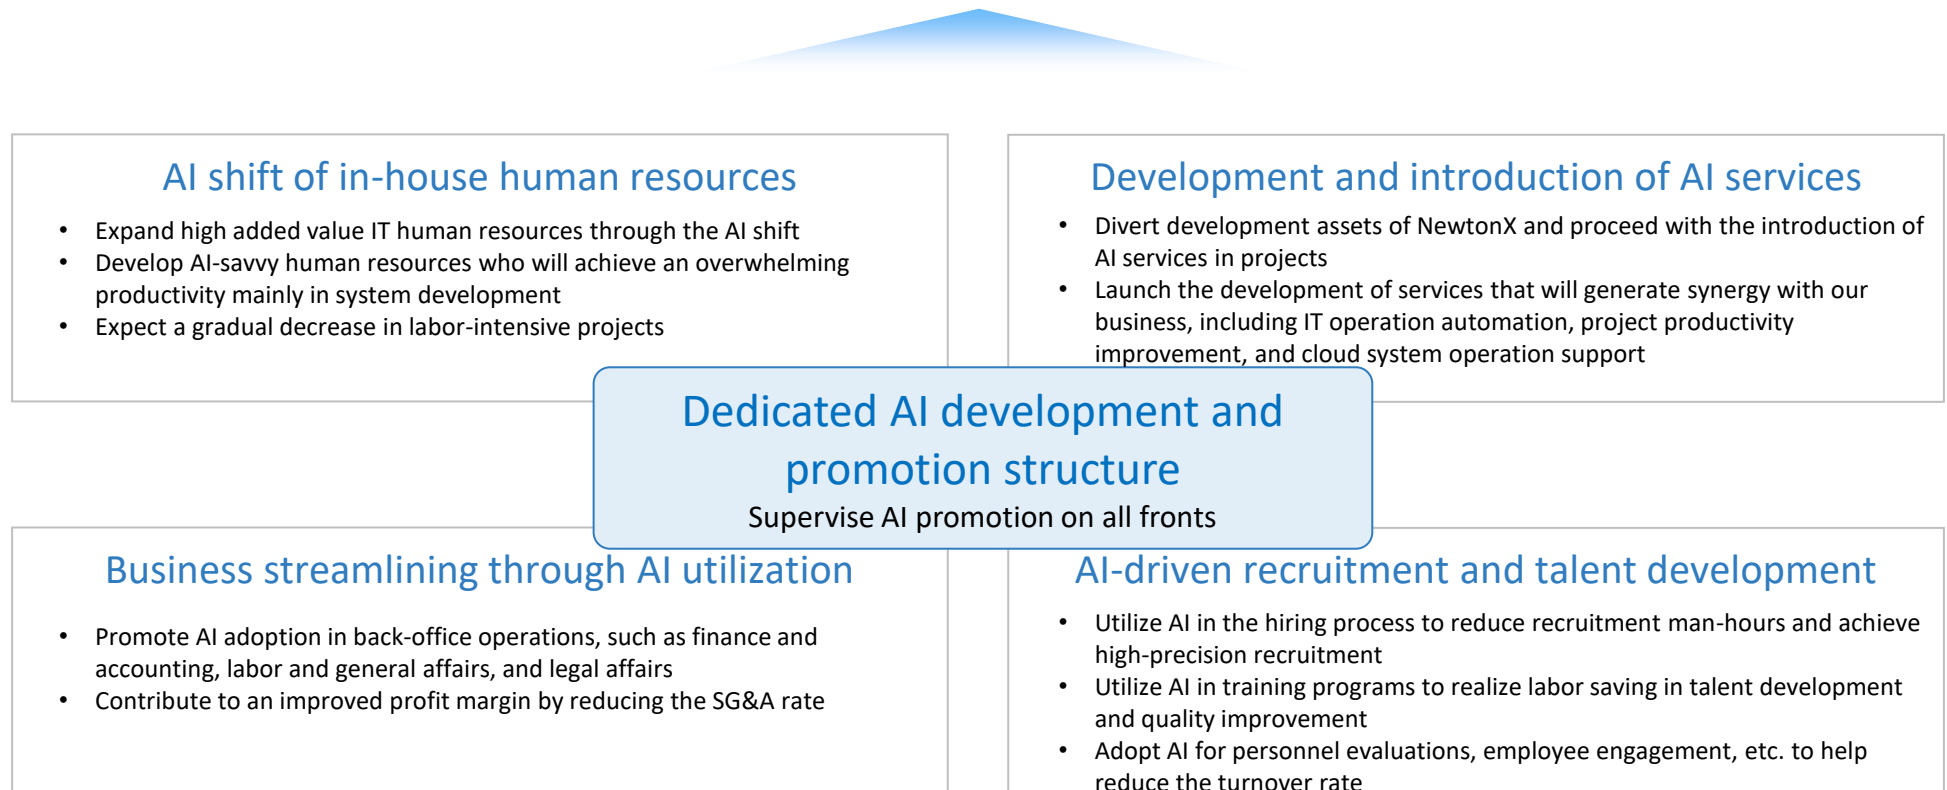 AI shift of in-house human resources
• Expand high added value IT human resources through the AI shift
• Develop AI-savvy human resources who will achieve an overwhelming
productivity mainly in system development
• Expect a gradual decrease in labor-intensive projects
Development and introduction of AI services
• Divert development assets of NewtonX and proceed with the introduction of
AI services in projects
• Launch the development of services that will generate synergy with our
business, including IT operation automation, project productivity
improvement, and cloud system operation support
Dedicated AI development and
promotion structure
Supervise AI promotion on all fronts
Business streamlining through AI utilization
• Promote AI adoption in back-office operations, such as finance and
accounting, labor and general affairs, and legal affairs
• Contribute to an improved profit margin by reducing the SG&A rate
AI-driven recruitment and talent development
• Utilize AI in the hiring process to reduce recruitment man-hours and achieve
high-precision recruitment
• Utilize AI in training programs to realize labor saving in talent development
and quality improvement
• Adopt AI for personnel evaluations, employee engagement, etc. to help
reduce the turnover rate